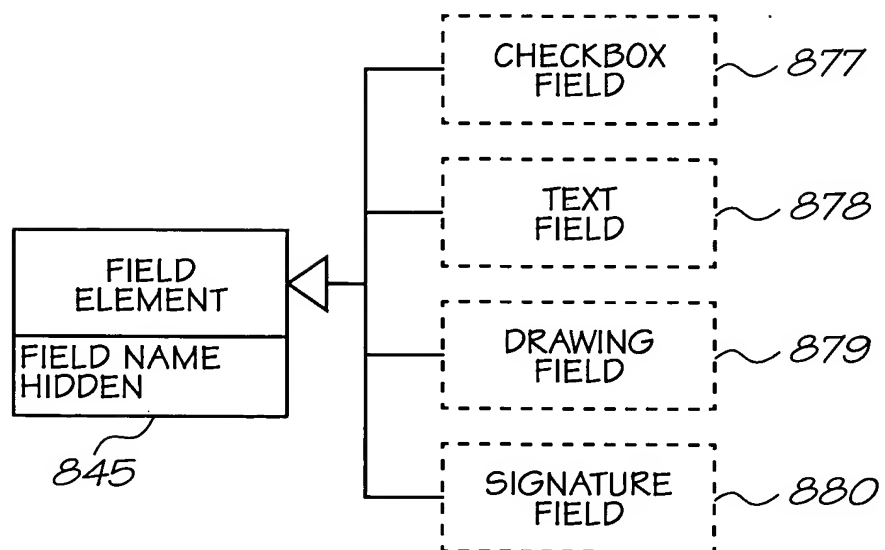 CHECKBOX
FIELD
877
TEXT
FIELD
878
FIELD
ELEMENT
FIELD NAME
HIDDEN
845
DRAWING
FIELD
879
SIGNATURE
FIELD
880